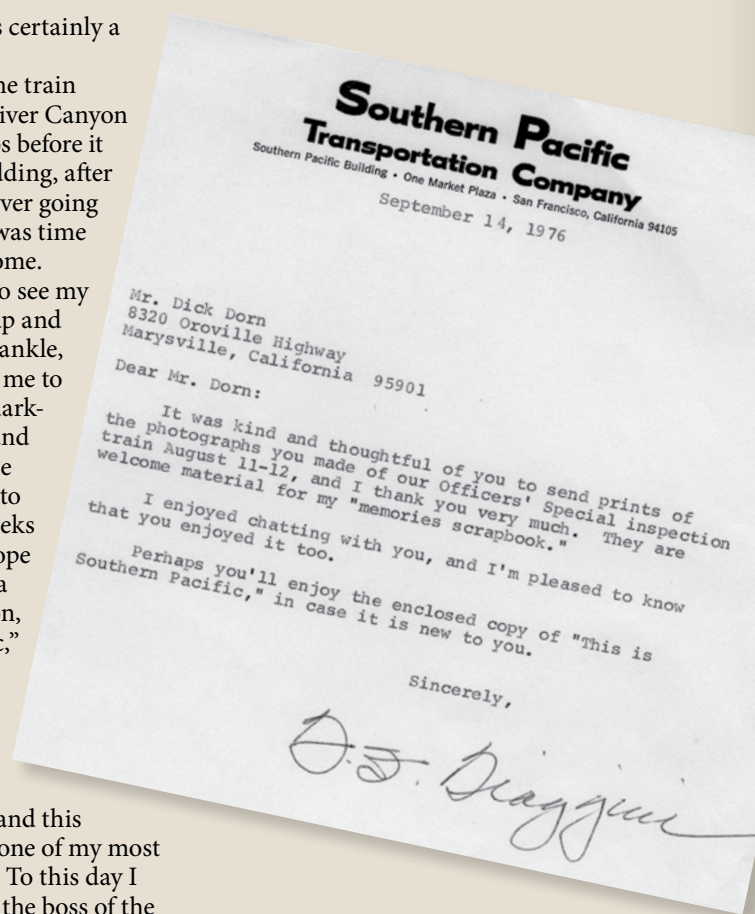 s certainly a
he train
iver Canyon
s before it
lding, after
ver going
was time
ome.
o see my
up and
ankle,
me to
ark-
and
e
to
eeks
ope
a
on,
c,”
and this
one of my most
To this day I
the boss of the
Southern Pacific
Transportation Company
Southern Pacific Building • One Market Plaza • San Francisco, California 94105
September 14, 1976
Mr. Dick Dorn
8320 Oroville Highway
Marysville, California 95901
Dear Mr. Dorn:
It was kind and thoughtful of you to send prints of
the photographs you made of our Officers' Special inspection
train August 11-12, and I thank you very much. They are
welcome material for my "memories scrapbook."
I enjoyed chatting with you, and I'm pleased to know
that you enjoyed it too.
Perhaps you'll enjoy the enclosed copy of "This is
Southern Pacific," in case it is new to you.
Sincerely,